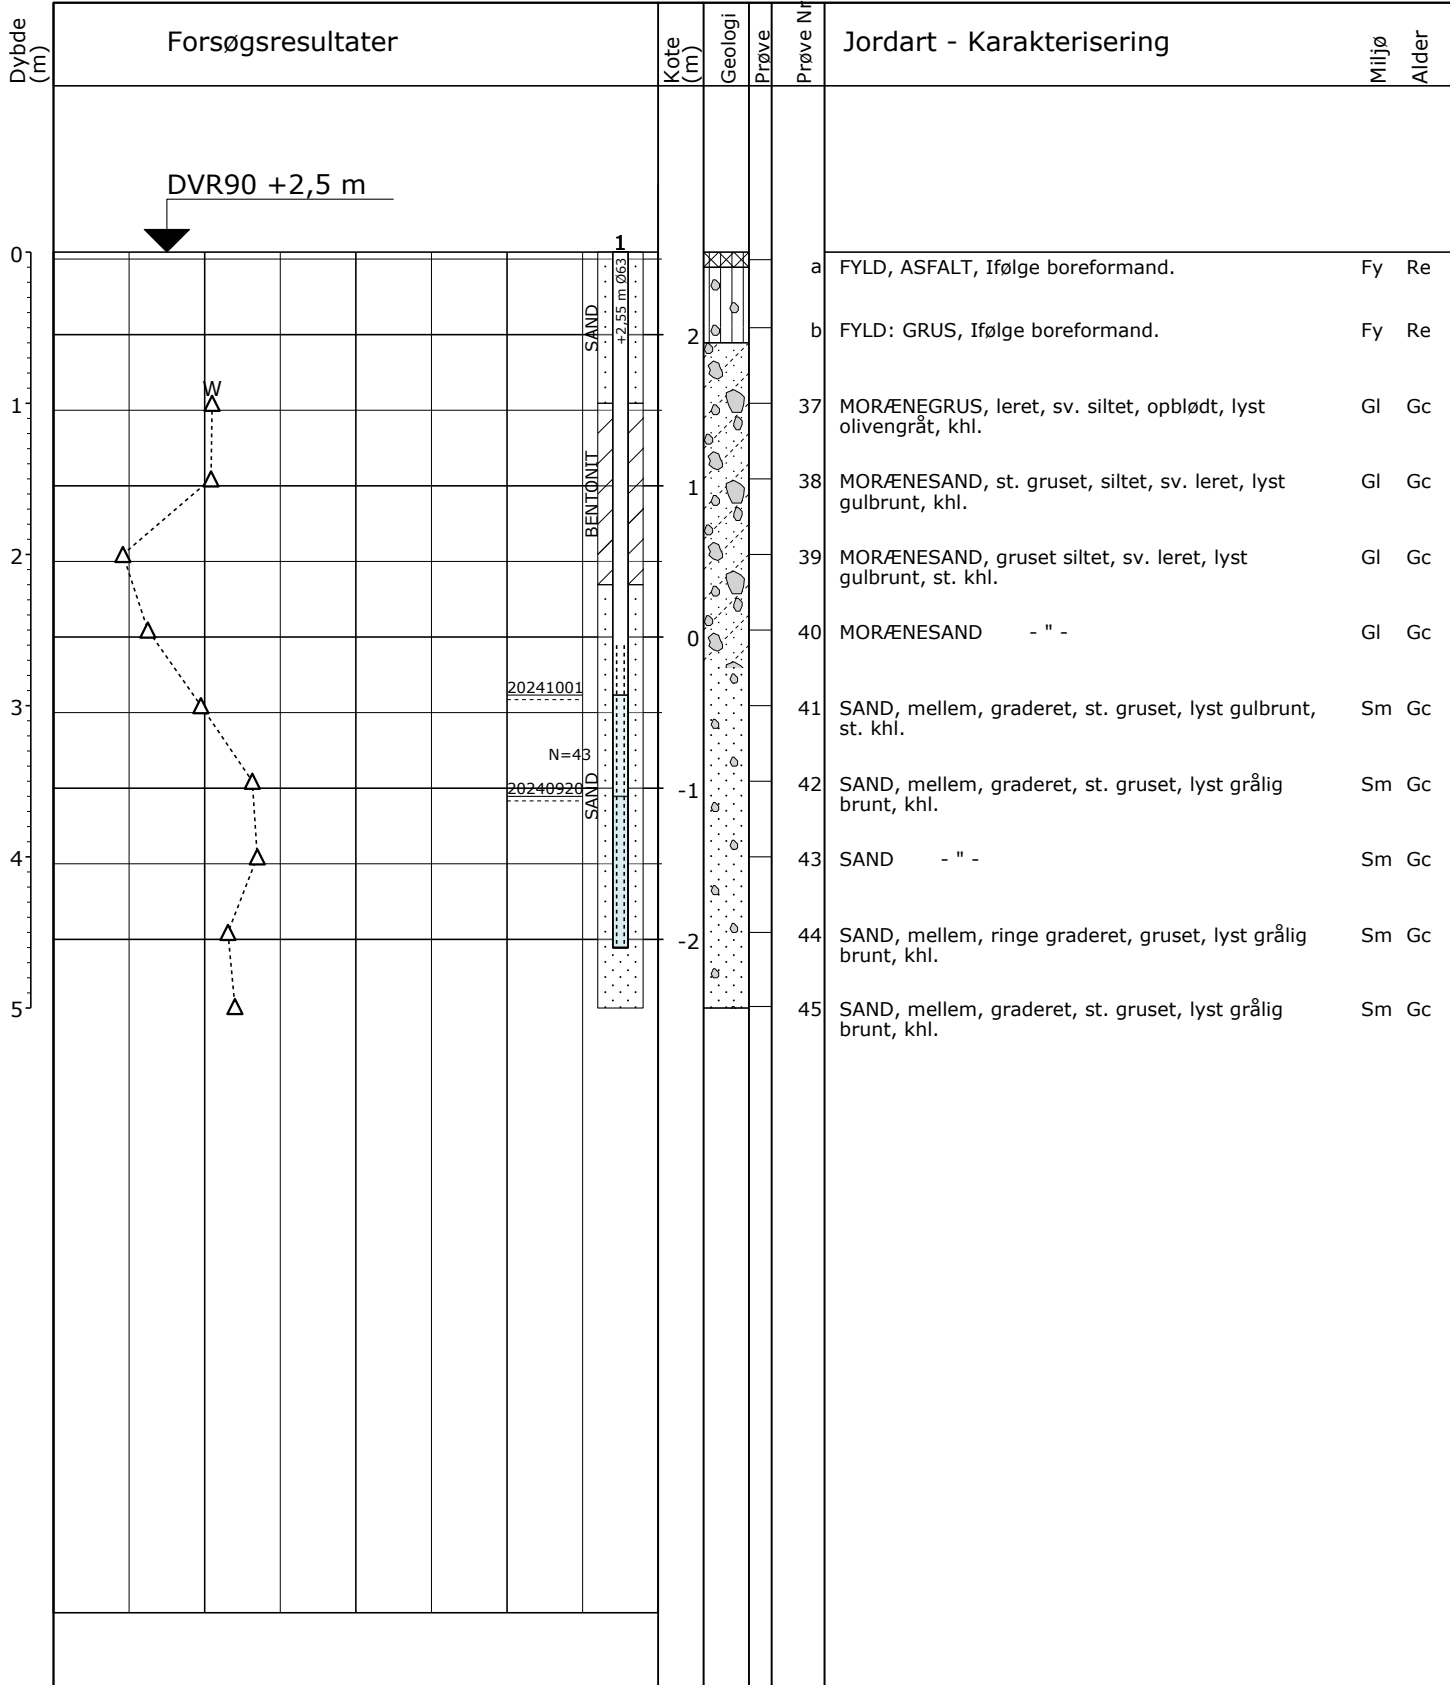 Dybde
(m)
Forsøgsresultater
Kote
(m)
Geologi
Prøve
Prøve Nr
Jordart - Karakterisering
Miljø
Alder
DVR90 +2,5 m
1
0
+2,55 m Ø63
SAND
a FYLD, ASFALT, Ifølge boreformand. Fy Re
2
b FYLD: GRUS, Ifølge boreformand. Fy Re
W
1
37 MORÆNEGRUS, leret, sv. siltet, opblødt, lyst Gl Gc
olivengråt, khl.
BENTONIT
1
38 MORÆNESAND, st. gruset, siltet, sv. leret, lyst Gl Gc
gulbrunt, khl.
2
39 MORÆNESAND, gruset siltet, sv. leret, lyst Gl Gc
gulbrunt, st. khl.
0
40 MORÆNESAND - " - Gl Gc
20241001
3
41 SAND, mellem, graderet, st. gruset, lyst gulbrunt, Sm Gc
st. khl.
N=43
SAND
20240920
-1
42 SAND, mellem, graderet, st. gruset, lyst grålig Sm Gc
brunt, khl.
4
43 SAND - " - Sm Gc
-2
44 SAND, mellem, ringe graderet, gruset, lyst grålig Sm Gc
brunt, khl.
5
45 SAND, mellem, graderet, st. gruset, lyst grålig Sm Gc
brunt, khl.